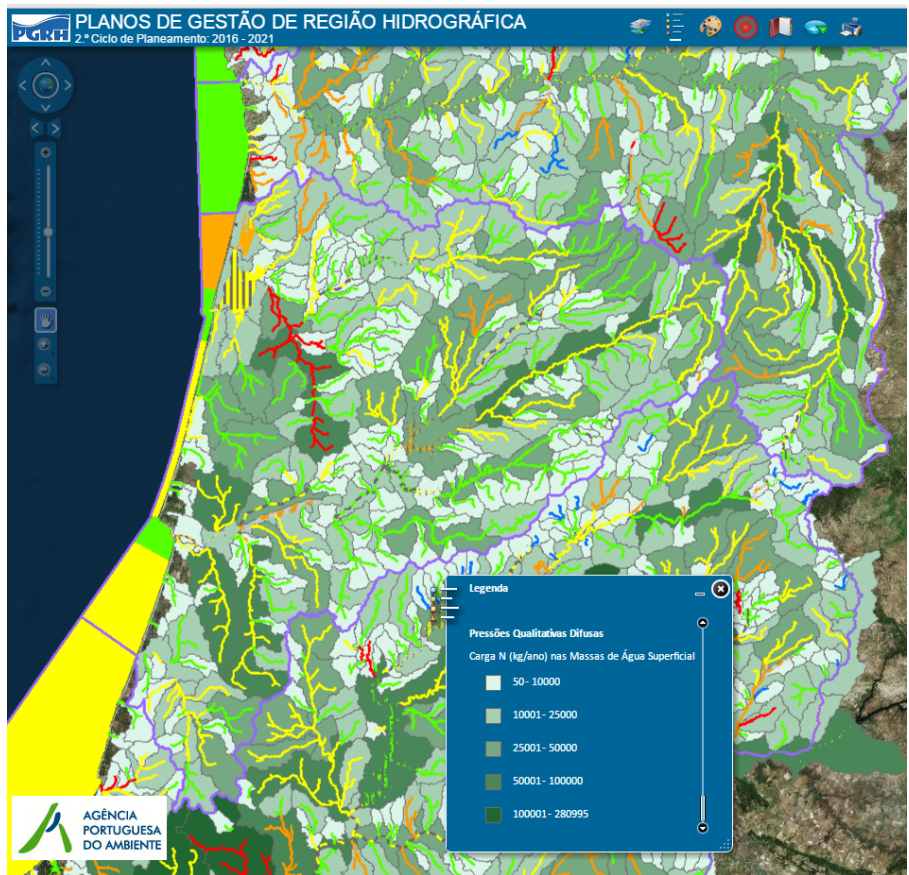 PGRH
PLANOS DE GESTÃO DE REGIÃO HIDROGRÁFICA
2.º Ciclo de Planeamento: 2016 - 2021
Legenda
Pressões Qualitativas Difusas
Carga N (kg/ano) nas Massas de Água Superficial
50- 10000
10001- 25000
25001- 50000
50001- 100000
100001- 280995
AGÊNCIA
PORTUGUESA
DO AMBIENTE